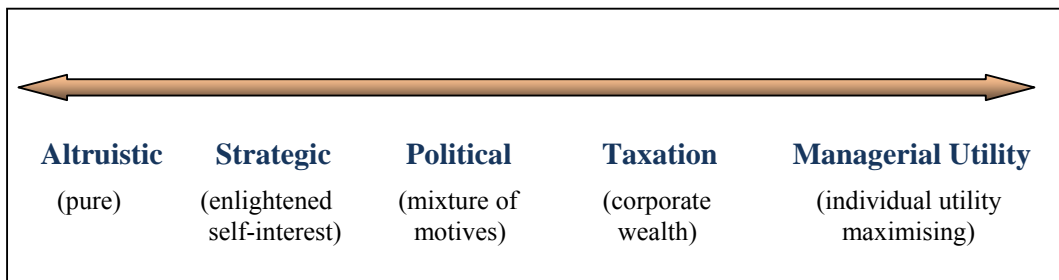 Altruistic Strategic Political Taxation Managerial Utility
(pure) (enlightened (mixture of (corporate (individual utility
self-interest) motives) wealth) maximising)